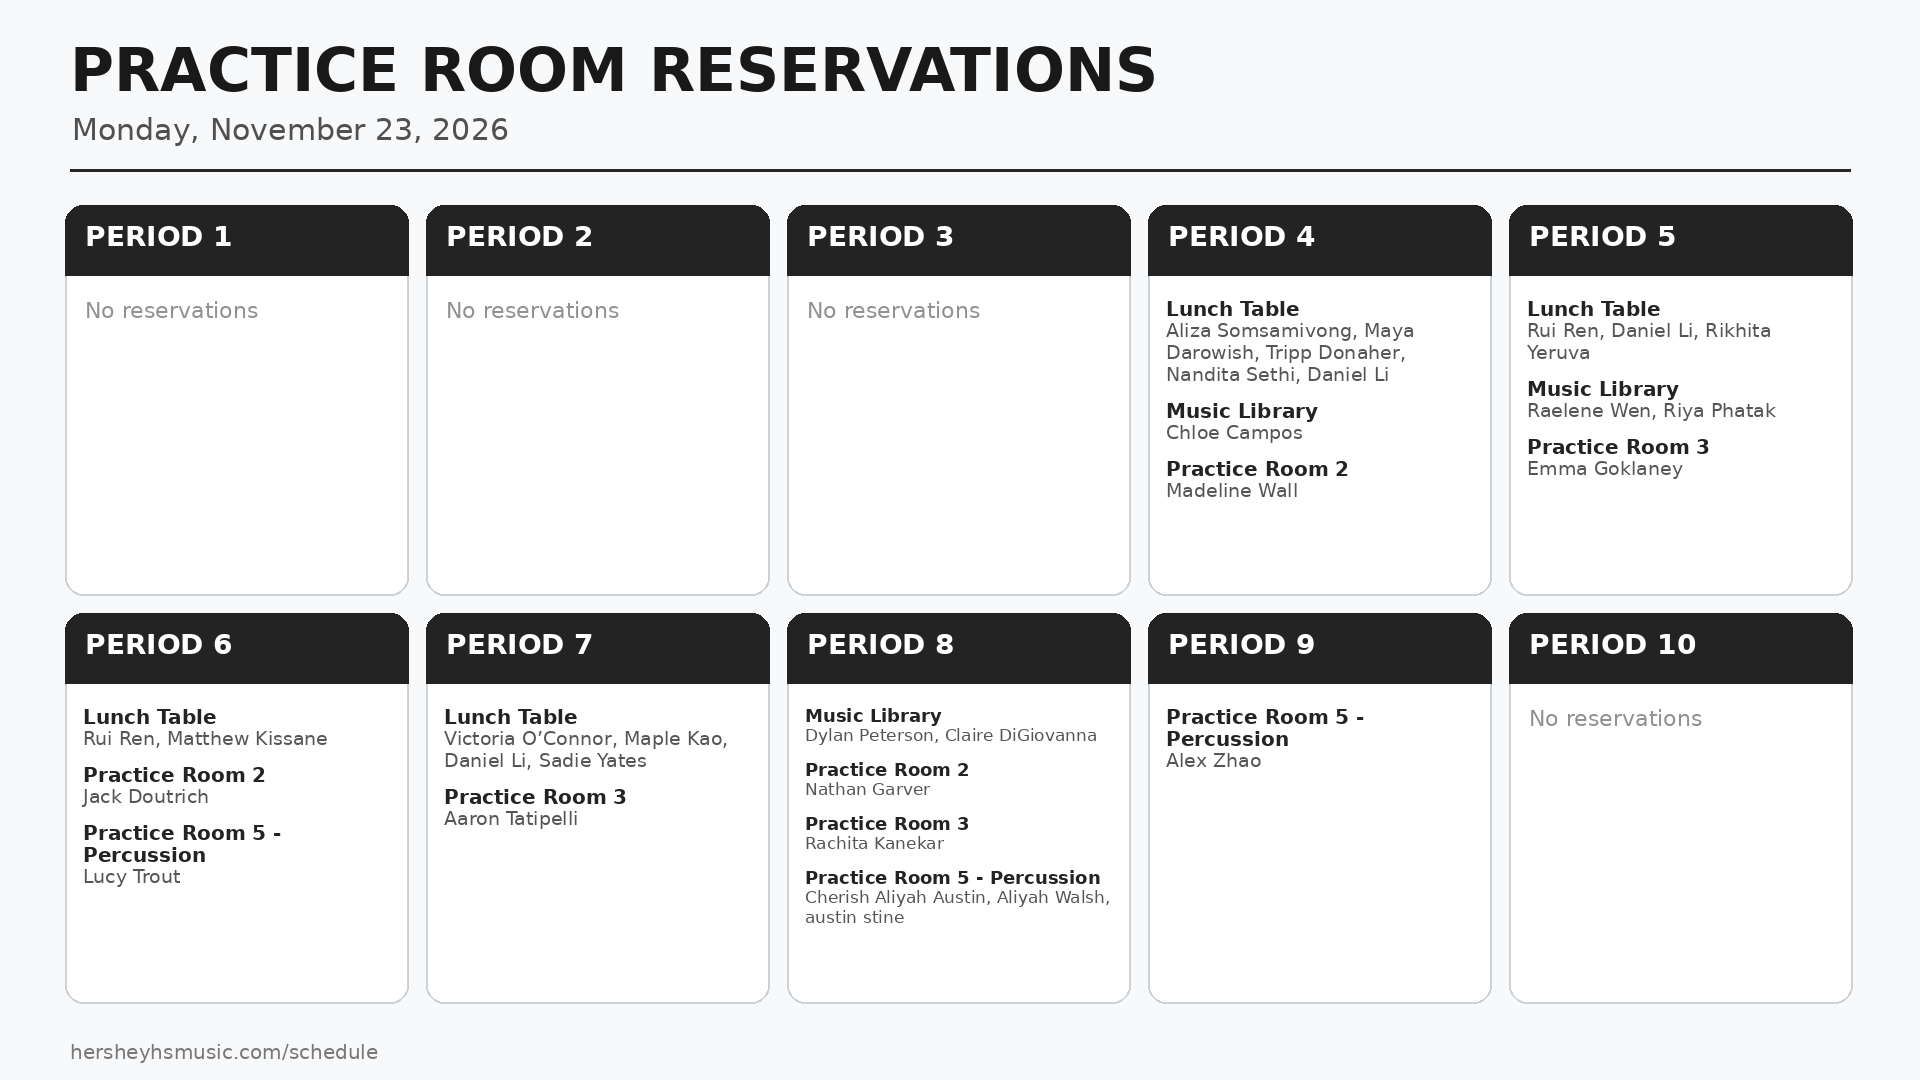 PRACTICE ROOM RESERVATIONS
Monday, November 23, 2026
PERIOD 1
No reservations
PERIOD 2
No reservations
PERIOD 3
No reservations
PERIOD 4
Lunch Table
Aliza Somsamivong, Maya
Darowish, Tripp Donaher,
Nandita Sethi, Daniel Li
Music Library
Chloe Campos
Practice Room 2
Madeline Wall
PERIOD 5
Lunch Table
Rui Ren, Daniel Li, Rikhita
Yeruva
Music Library
Raelene Wen, Riya Phatak
Practice Room 3
Emma Goklaney
PERIOD 6
Lunch Table
Rui Ren, Matthew Kissane
Practice Room 2
Jack Doutrich
Practice Room 5 -
Percussion
Lucy Trout
PERIOD 7
Lunch Table
Victoria O’Connor, Maple Kao,
Daniel Li, Sadie Yates
Practice Room 3
Aaron Tatipelli
PERIOD 8
Music Library
Dylan Peterson, Claire DiGiovanna
Practice Room 2
Nathan Garver
Practice Room 3
Rachita Kanekar
Practice Room 5 - Percussion
Cherish Aliyah Austin, Aliyah Walsh,
austin stine
PERIOD 9
Practice Room 5 -
Percussion
Alex Zhao
PERIOD 10
No reservations
hersheyhsmusic.com/schedule